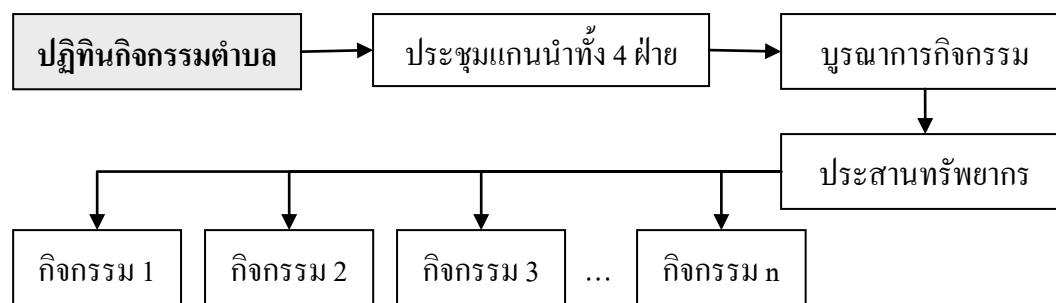 ปฏิทินกิจกรรมตำบล
ประชุมแกนนำทั้ง 4 ฝ่าย
บูรณาการกิจกรรม
ประสานทรัพยากร
กิจกรรม 1
กิจกรรม 2
กิจกรรม 3
...
กิจกรรม n